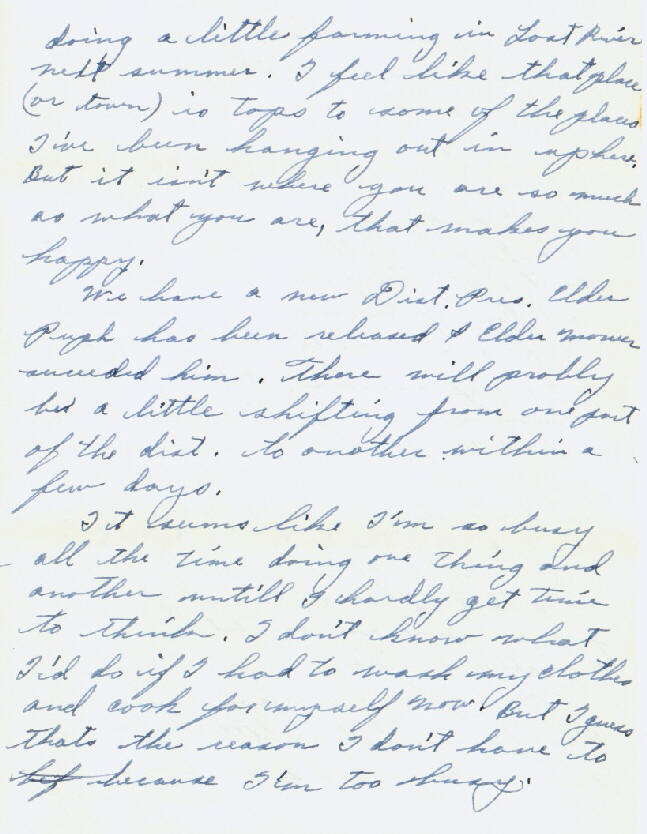 doing a little farming in Lost River
next summer. I feel like that place
(or town) is tops to some of the places
I've been hanging out in up here.
But it isn't where you are so much
as what you are, that makes you
happy.
We have a new Dist. Pres. Elder
Pugh has been released & Elder Mower
succeeded him. There will probly
be a little shifting from one part
of the dist. to another within a
few days.
It seems like I'm so busy
all the time doing one thing and
another untill I hardly get time
to think. I don't know what
I'd do if I had to wash my clothes
and cook for myself now. But I guess
thats the reason I don't have to
because I'm too busy.